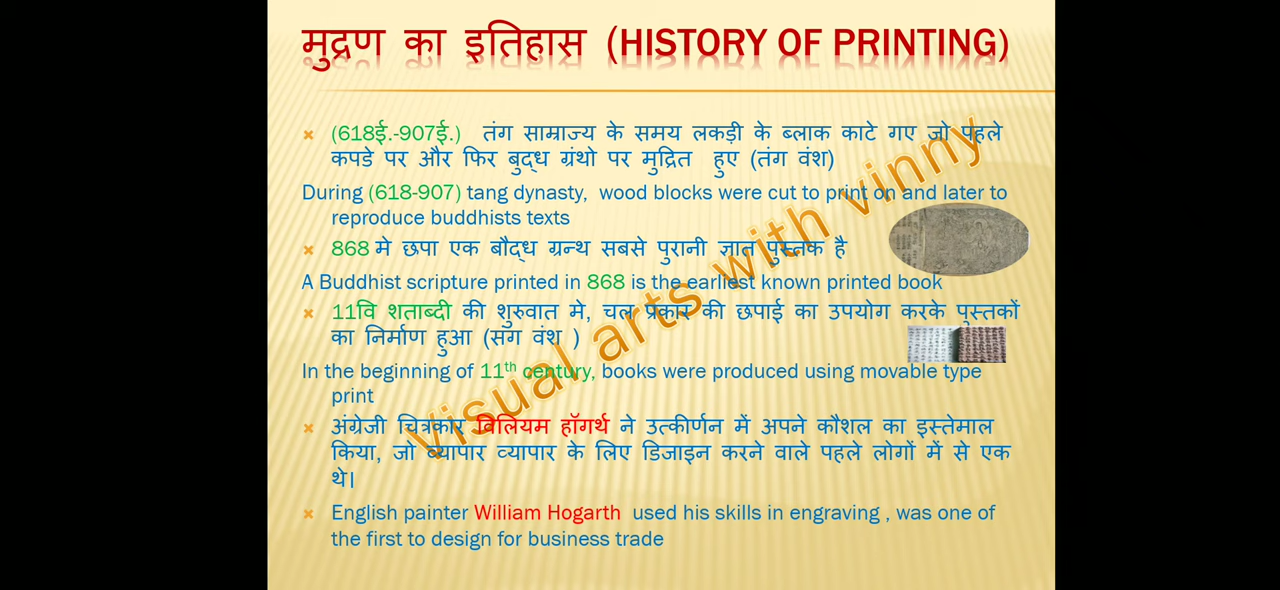 मुद्रण का इतिहास (HISTORY OF PRINTING)
(618ई.-907ई.) तंग साम्राज्य के समय लकड़ी के ब्लाक काटे गए जो पहले
कपडे पर और फिर बुद्ध ग्रंथो पर मुद्रित हुए (तंग वंश)
During (618-907) tang dynasty, wood blocks were cut to print on and later to
reproduce buddhists texts
868 मे छपा एक बौद्ध ग्रन्थ सबसे पुरानी ज्ञात पुस्तक है
A Buddhist scripture printed in 868 is the earliest known printed book
11वि शताब्दी की शुरुवात मे, चल प्रकार की छपाई का उपयोग करके पुस्तकों
का निर्माण हुआ (संग वंश )
In the beginning of 11th century, books were produced using movable type
print
अंग्रेजी चित्रकार विलियम हॉगर्थ ने उत्कीर्णन में अपने कौशल का इस्तेमाल
किया, जो व्यापार व्यापार के लिए डिजाइन करने वाले पहले लोगों में से एक
थे।
English painter William Hogarth used his skills in engraving , was one of
the first to design for business trade
Visual arts with vinny